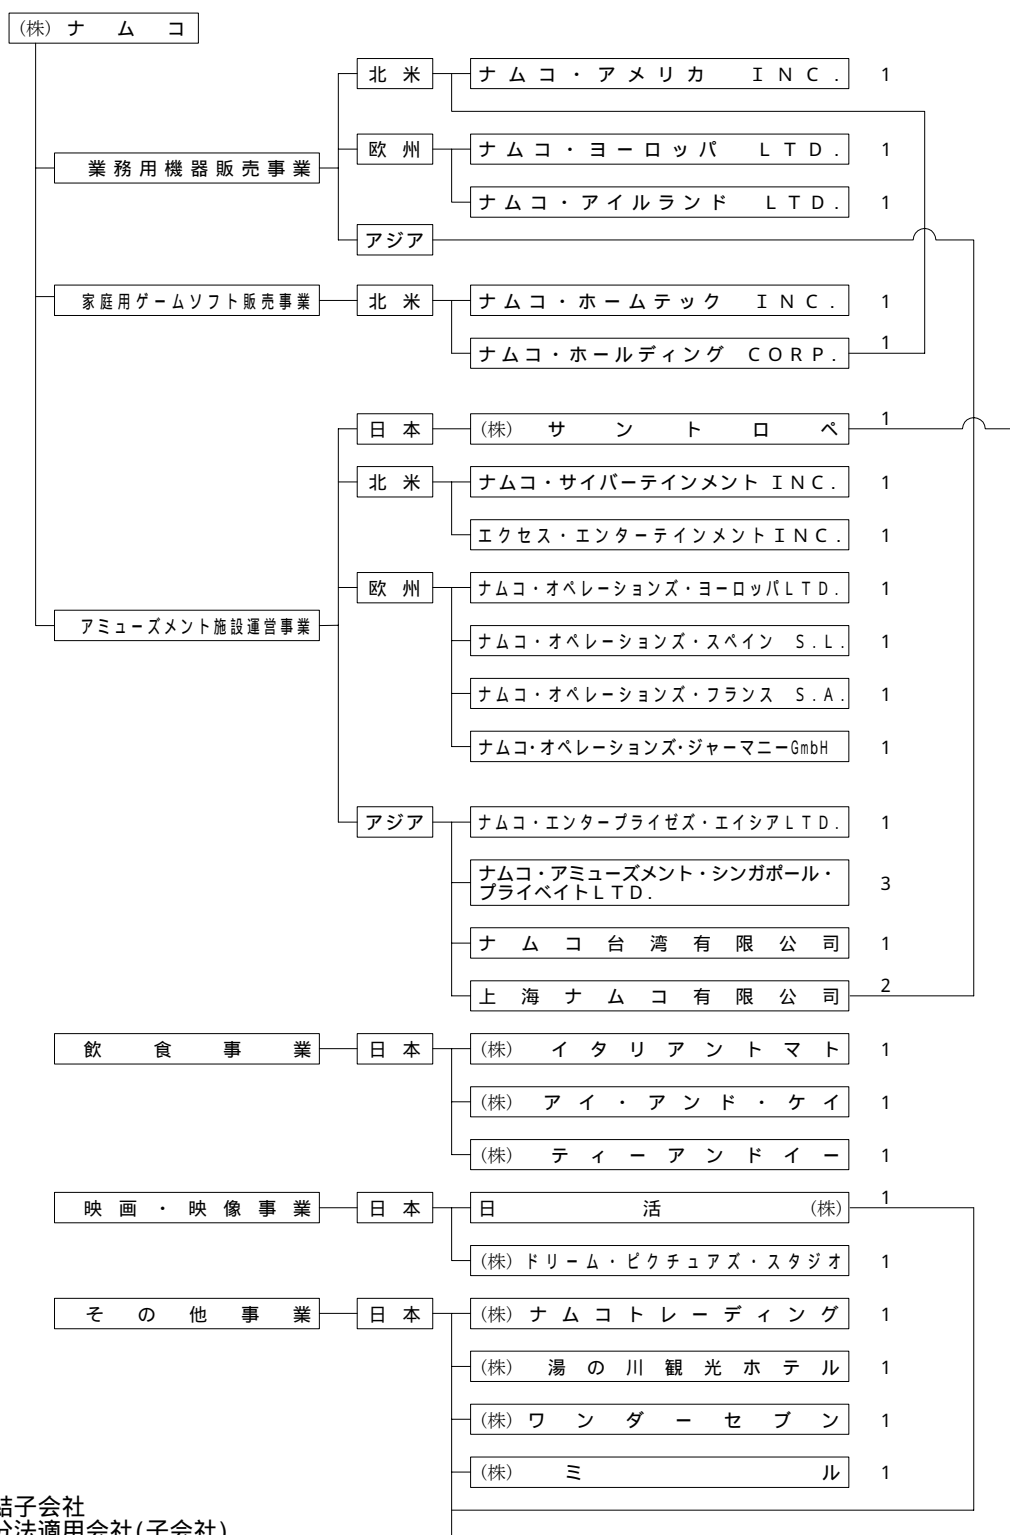 (株)ナムコ
北米 ナムコ・アメリカ INC. 1
欧州 ナムコ・ヨーロッパ LTD. 1
業務用機器販売事業
ナムコ・アイルランド LTD. 1
アジア
家庭用ゲームソフト販売事業 北米 ナムコ・ホームテック INC. 1
ナムコ・ホールディング CORP. 1
日本 (株)サントロペ 1
北米 ナムコ・サイバーテインメント INC. 1
エクセス・エンターテインメントINC. 1
欧州 ナムコ・オペレーションズ・ヨーロッパLTD. 1
アミューズメント施設運営事業
ナムコ・オペレーションズ・スペイン S.L. 1
ナムコ・オペレーションズ・フランス S.A. 1
ナムコ・オペレーションズ・ジャーマニーGmbH 1
アジア ナムコ・エンタープライゼズ・エイシアLTD. 1
ナムコ・アミューズメント・シンガポール・
プライベイトLTD. 3
ナムコ台湾有限公司 1
上海ナムコ有限公司 2
飲食事業 日本 (株)イタリアントマト 1
(株)アイ・アンド・ケイ 1
(株)ティーアンドイー 1
映画・映像事業 日本 日活(株) 1
(株)ドリーム・ピクチュアズ・スタジオ 1
その他事業 日本 (株)ナムコトレーディング 1
(株)湯の川観光ホテル 1
(株)ワンダーセブン 1
(株)ミル 1
結子会社
分法適用会社(子会社)